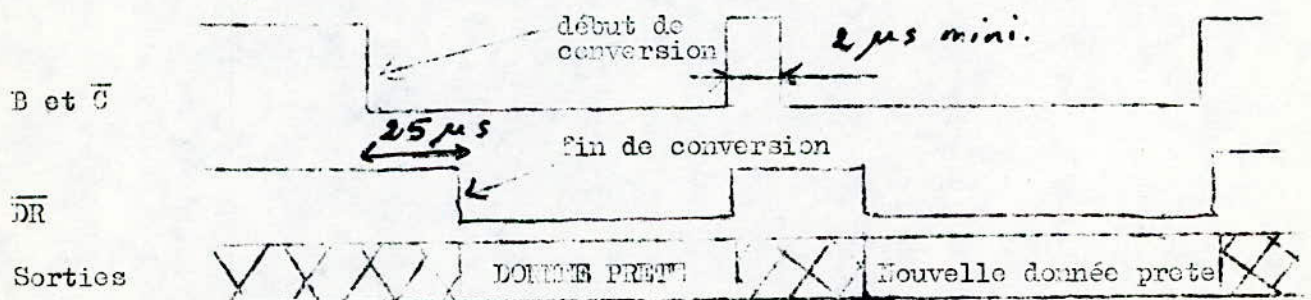 début de
conversion
2 μs mini.
B et C̅
25 μs
fin de conversion
D̅R̅
Sorties DONNEE PRETE Nouvelle donnée prete